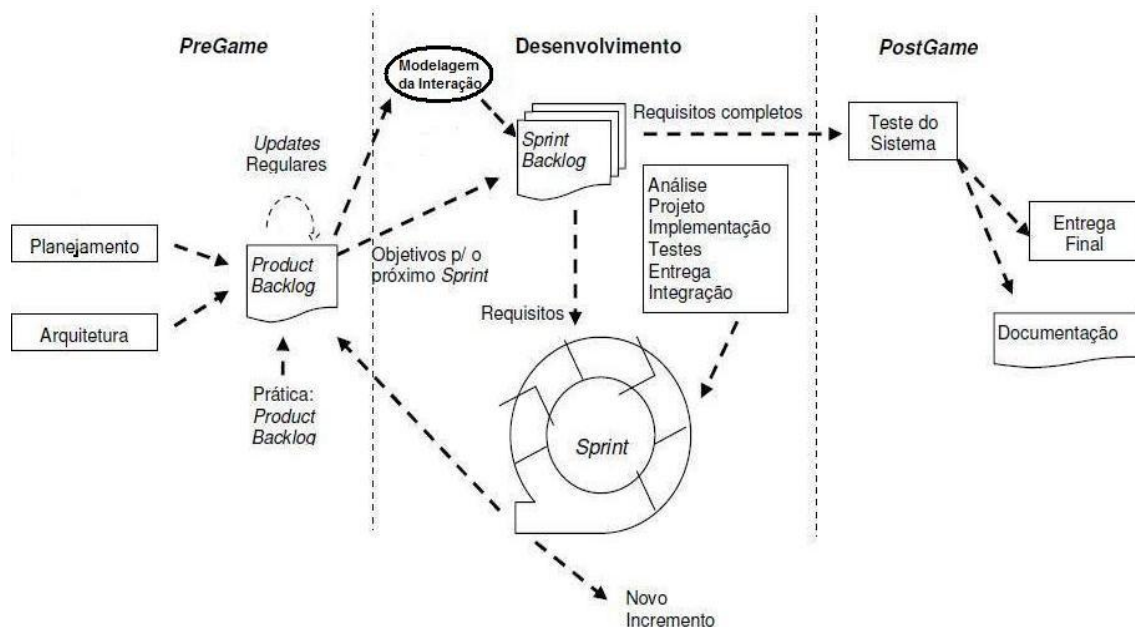 PreGame
Desenvolvimento
PostGame
Modelagem
da Interação
Updates
Regulares
Planejamento
Arquitetura
Product
Backlog
Prática:
Product
Backlog
Objetivos p/ o
próximo Sprint
Sprint
Backlog
Requisitos completos
Análise
Projeto
Implementação
Testes
Entrega
Integração
Requisitos
Sprint
Novo
Incremento
Teste do
Sistema
Entrega
Final
Documentação